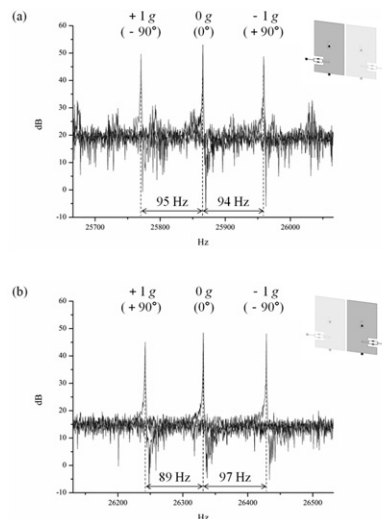 (a)
+ 1 g 0 g - 1 g
( - 90°) (0°) ( + 90°)
60
50
40
30
20
10
0
-10
dB
95 Hz 94 Hz
25700 25800 25900 26000
Hz
(b)
+ 1 g 0 g - 1 g
( + 90°) (0°) ( - 90°)
60
50
40
30
20
10
0
-10
dB
89 Hz 97 Hz
26200 26300 26400 26500
Hz